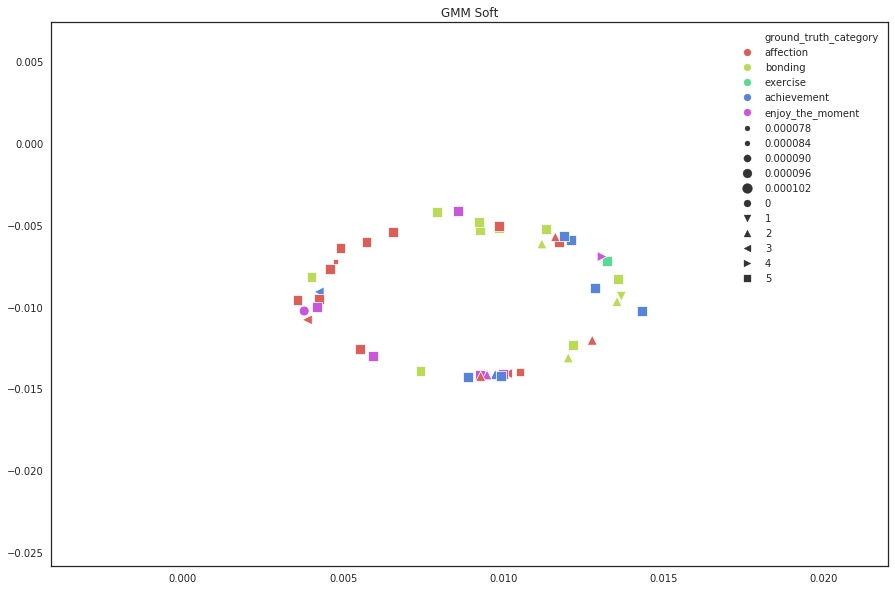 GMM Soft
ground_truth_category
affection
bonding
exercise
achievement
enjoy_the_moment
0.000078
0.000084
0.000090
0.000096
0.000102
0
1
2
3
4
5
0.005
0.000
−0.005
−0.010
−0.015
−0.020
−0.025
0.000 0.005 0.010 0.015 0.020